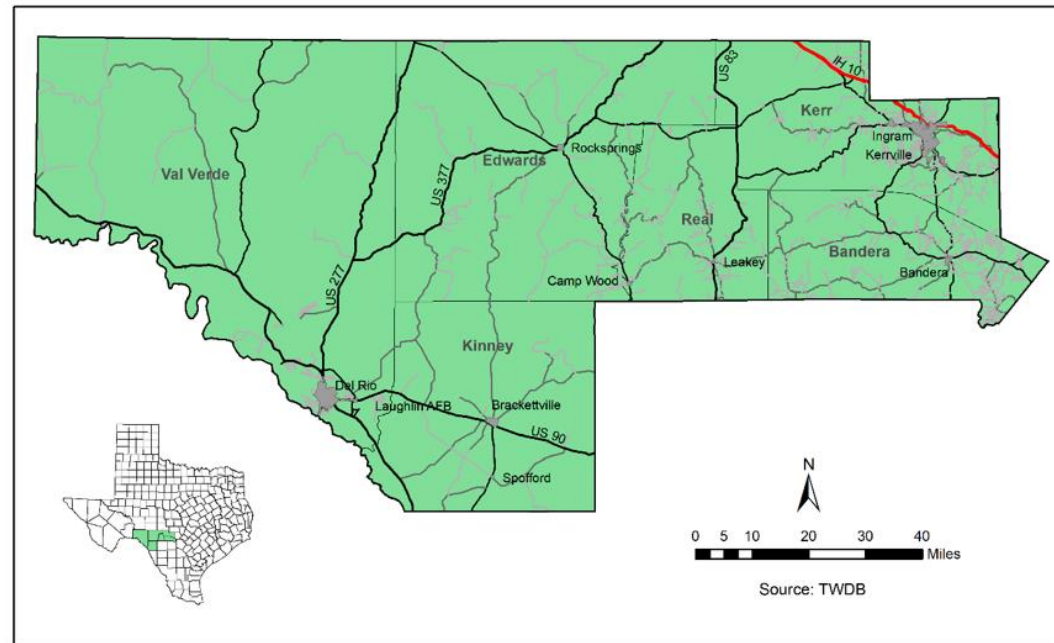 IH 10
US 83
Kerr
Ingram
Kerrville
Rocksprings
Edwards
Val Verde
US 377
Real
Bandera
Leakey
Bandera
Camp Wood
US 277
Kinney
Del Rio
Laughlin AFB
Brackettville
US 90
Spofford
N
0 5 10 20 30 40
Miles
Source: TWDB